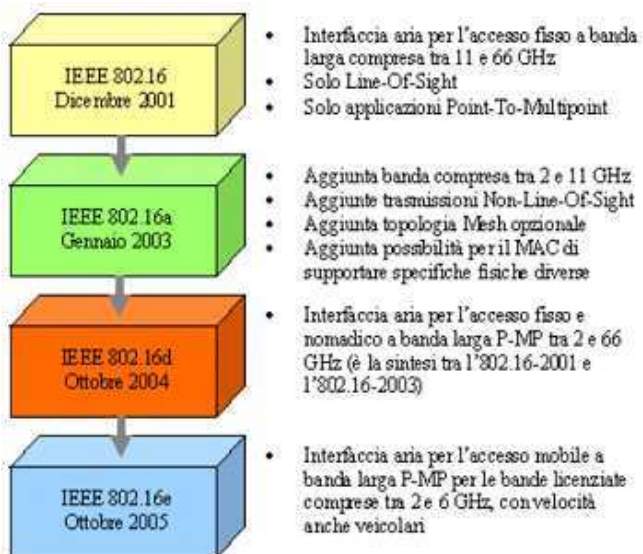 IEEE 802.16
Dicembre 2001
• Interfaccia aria per l'accesso fisso a banda
larga compresa tra 11 e 66 GHz
• Solo Line-Of-Sight
• Solo applicazioni Point-To-Multipoint
IEEE 802.16a
Gennaio 2003
• Aggiunta banda compresa tra 2 e 11 GHz
• Aggiunte trasmissioni Non-Line-Of-Sight
• Aggiunta topologia Mesh opzionale
• Aggiunta possibilità per il MAC di
supportare specifiche fisiche diverse
IEEE 802.16d
Ottobre 2004
• Interfaccia aria per l'accesso fisso e
nomadico a banda larga P-MP tra 2 e 66
GHz (è la sintesi tra l'802.16-2001 e
l'802.16-2003)
IEEE 802.16e
Ottobre 2005
• Interfaccia aria per l'accesso mobile a
banda larga P-MP per le bande licenziate
comprese tra 2 e 6 GHz, con velocità
anche veicolari